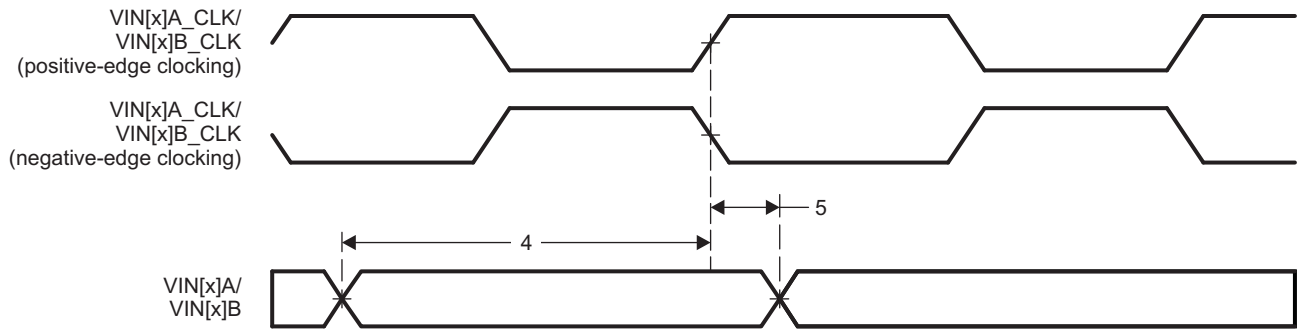 VIN[x]A_CLK/
VIN[x]B_CLK
(positive-edge clocking)
VIN[x]A_CLK/
VIN[x]B_CLK
(negative-edge clocking)
5
4
VIN[x]A/
VIN[x]B